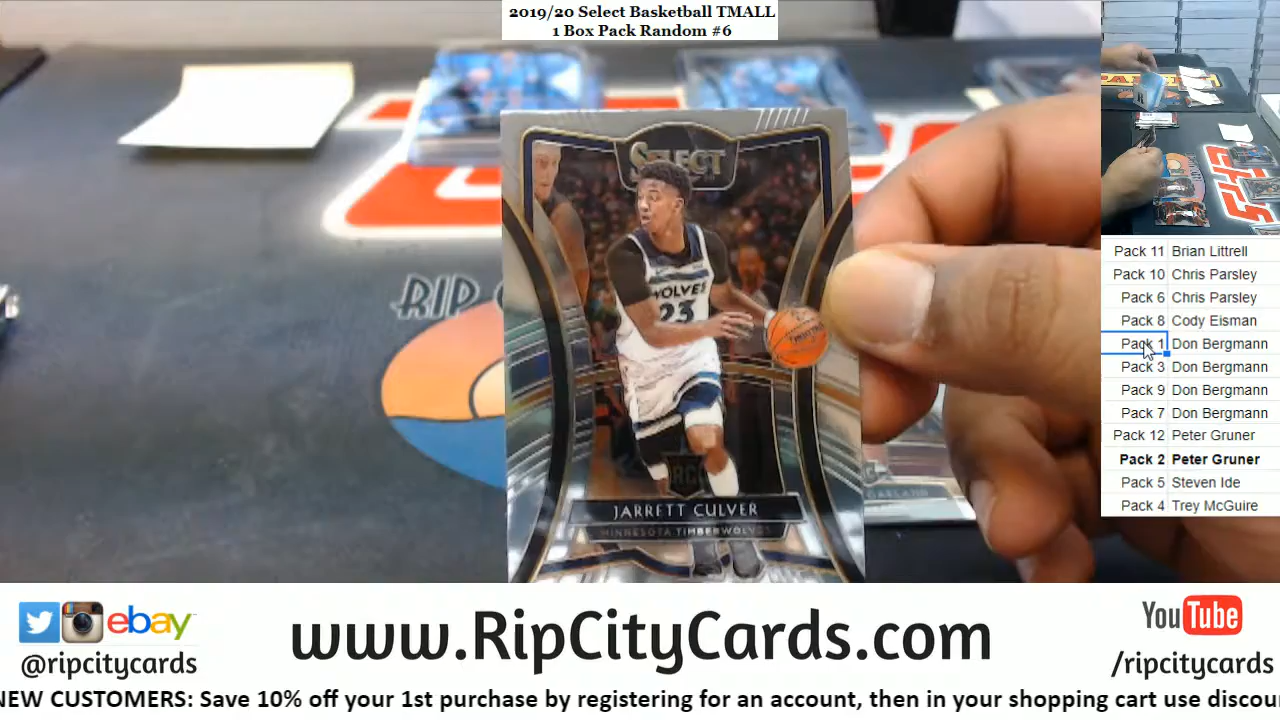 2019/20 Select Basketball TMALL
1 Box Pack Random #6
SELECT
WOLVES
23
RC
JARRETT CULVER
MINNESOTA TIMBERWOLVES
GARLAND
RIP
Pack 11 Brian Littrell
Pack 10 Chris Parsley
Pack 6 Chris Parsley
Pack 8 Cody Eisman
Pack 1 Don Bergmann
Pack 3 Don Bergmann
Pack 9 Don Bergmann
Pack 7 Don Bergmann
Pack 12 Peter Gruner
Pack 2 Peter Gruner
Pack 5 Steven Ide
Pack 4 Trey McGuire
ebay
@ripcitycards
www.RipCityCards.com
YouTube
/ripcitycards
NEW CUSTOMERS: Save 10% off your 1st purchase by registering for an account, then in your shopping cart use discou